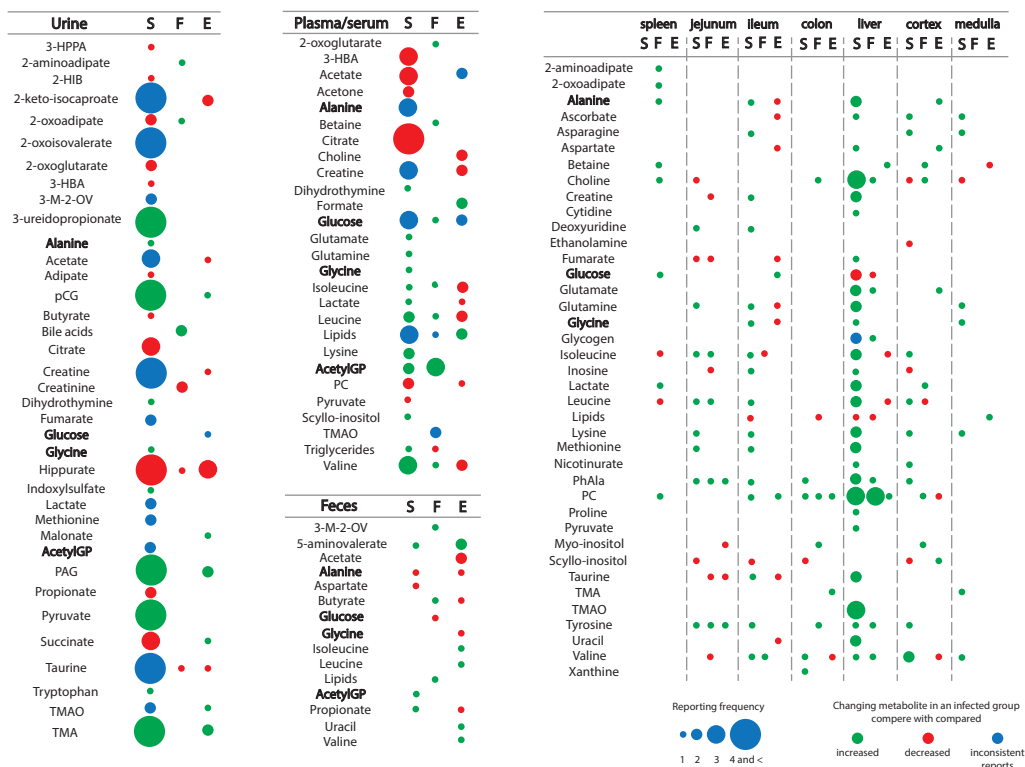 Urine S F E
3-HPPA
2-aminoadipate
2-HIB
2-keto-isocaproate
2-oxoadipate
2-oxoisovalerate
2-oxoglutarate
3-HBA
3-M-2-OV
3-ureidopropionate
Alanine
Acetate
Adipate
pCG
Butyrate
Bile acids
Citrate
Creatine
Creatinine
Dihydrothymine
Fumarate
Glucose
Glycine
Hippurate
Indoxylsulfate
Lactate
Methionine
Malonate
AcetylGP
PAG
Propionate
Pyruvate
Succinate
Taurine
Tryptophan
TMAO
TMA
Plasma/serum S F E
2-oxoglutarate
3-HBA
Acetate
Acetone
Alanine
Betaine
Citrate
Choline
Creatine
Dihydrothymine
Formate
Glucose
Glutamate
Glutamine
Glycine
Isoleucine
Lactate
Leucine
Lipids
Lysine
AcetylGP
PC
Pyruvate
Scyllo-inositol
TMAO
Triglycerides
Valine
Feces S F E
3-M-2-OV
5-aminovalerate
Acetate
Alanine
Aspartate
Butyrate
Glucose
Glycine
Isoleucine
Leucine
Lipids
AcetylGP
Propionate
Uracil
Valine
spleen jejunum ileum colon liver cortex medulla
S F E S F E S F E S F E S F E S F E S F E
2-aminoadipate
2-oxoadipate
Alanine
Ascorbate
Asparagine
Aspartate
Betaine
Choline
Creatine
Cytidine
Deoxyuridine
Ethanolamine
Fumarate
Glucose
Glutamate
Glutamine
Glycine
Glycogen
Isoleucine
Inosine
Lactate
Leucine
Lipids
Lysine
Methionine
Nicotinurate
PhAla
PC
Proline
Pyruvate
Myo-inositol
Scyllo-inositol
Taurine
TMA
TMAO
Tyrosine
Uracil
Valine
Xanthine
Reporting frequency
1 2 3 4 and <
Changing metabolite in an infected group
compere with compared
increased decreased inconsistent
reports